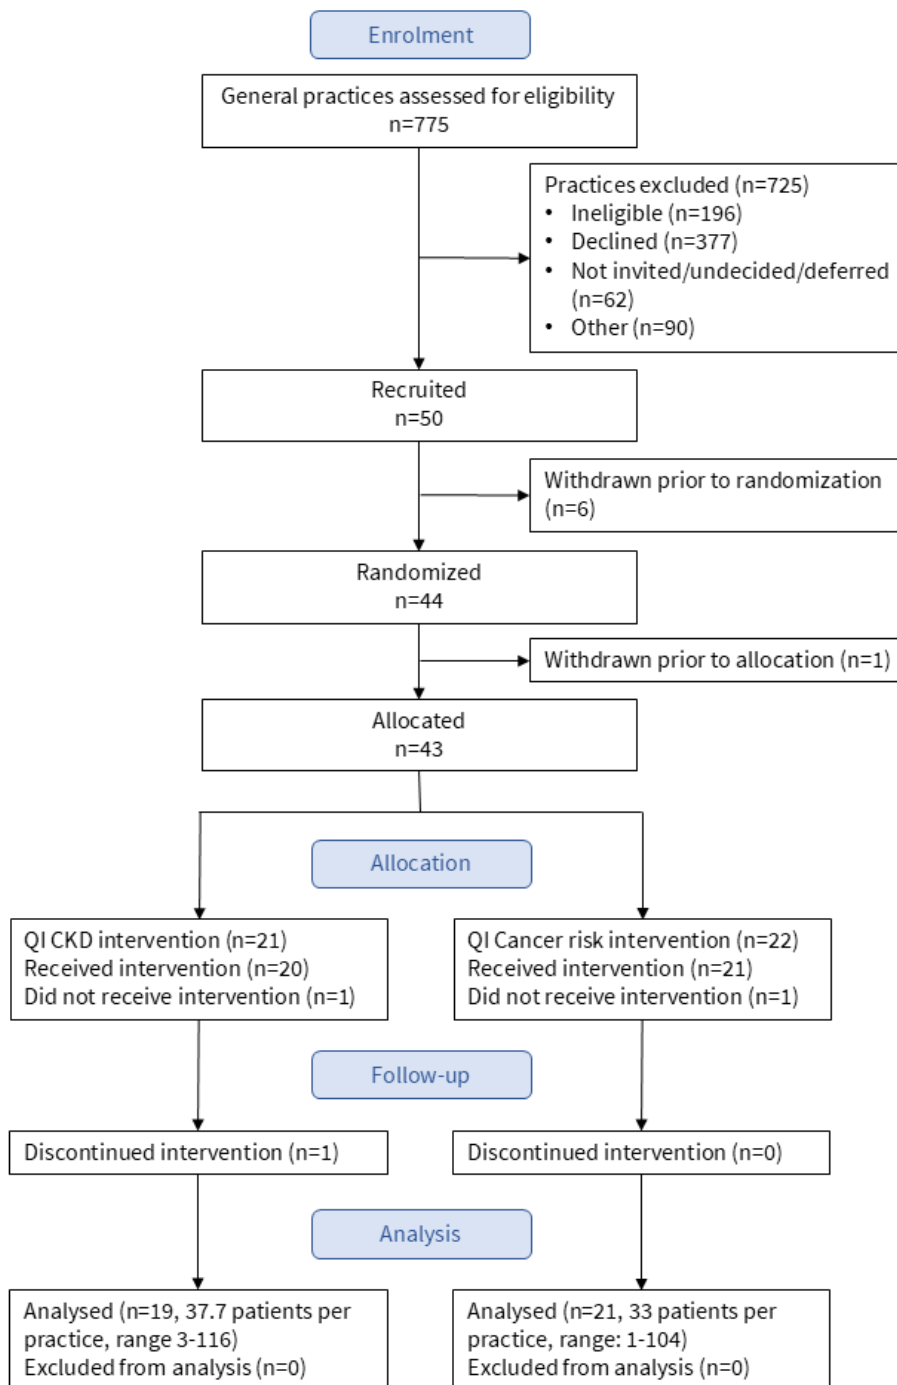 Enrolment
General practices assessed for eligibility
n=775
Practices excluded (n=725)
• Ineligible (n=196)
• Declined (n=377)
• Not invited/undecided/deferred
(n=62)
• Other (n=90)
Recruited
n=50
Withdrawn prior to randomization
(n=6)
Randomized
n=44
Withdrawn prior to allocation (n=1)
Allocated
n=43
Allocation
QI CKD intervention (n=21)
Received intervention (n=20)
Did not receive intervention (n=1)
QI Cancer risk intervention (n=22)
Received intervention (n=21)
Did not receive intervention (n=1)
Follow-up
Discontinued intervention (n=1)
Discontinued intervention (n=0)
Analysis
Analysed (n=19, 37.7 patients per
practice, range 3-116)
Excluded from analysis (n=0)
Analysed (n=21, 33 patients per
practice, range: 1-104)
Excluded from analysis (n=0)